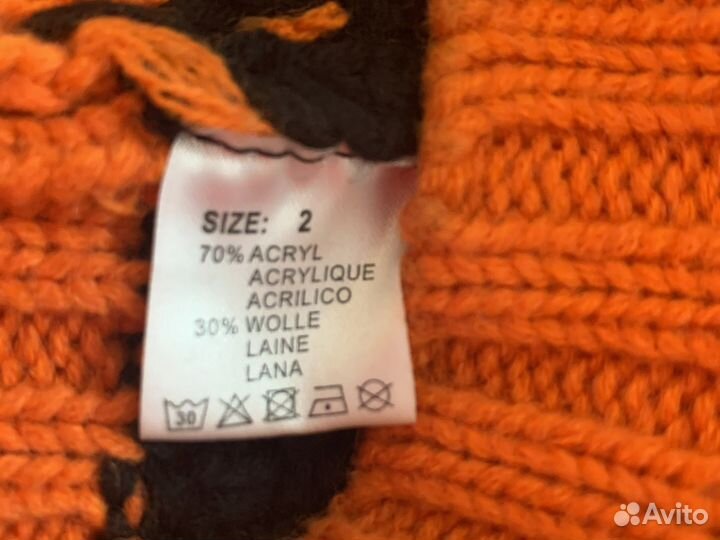 SIZE: 2
70% ACRYL
ACRYLIQUE
ACRILICO
30% WOLLE
LAINE
LANA
30
Avito